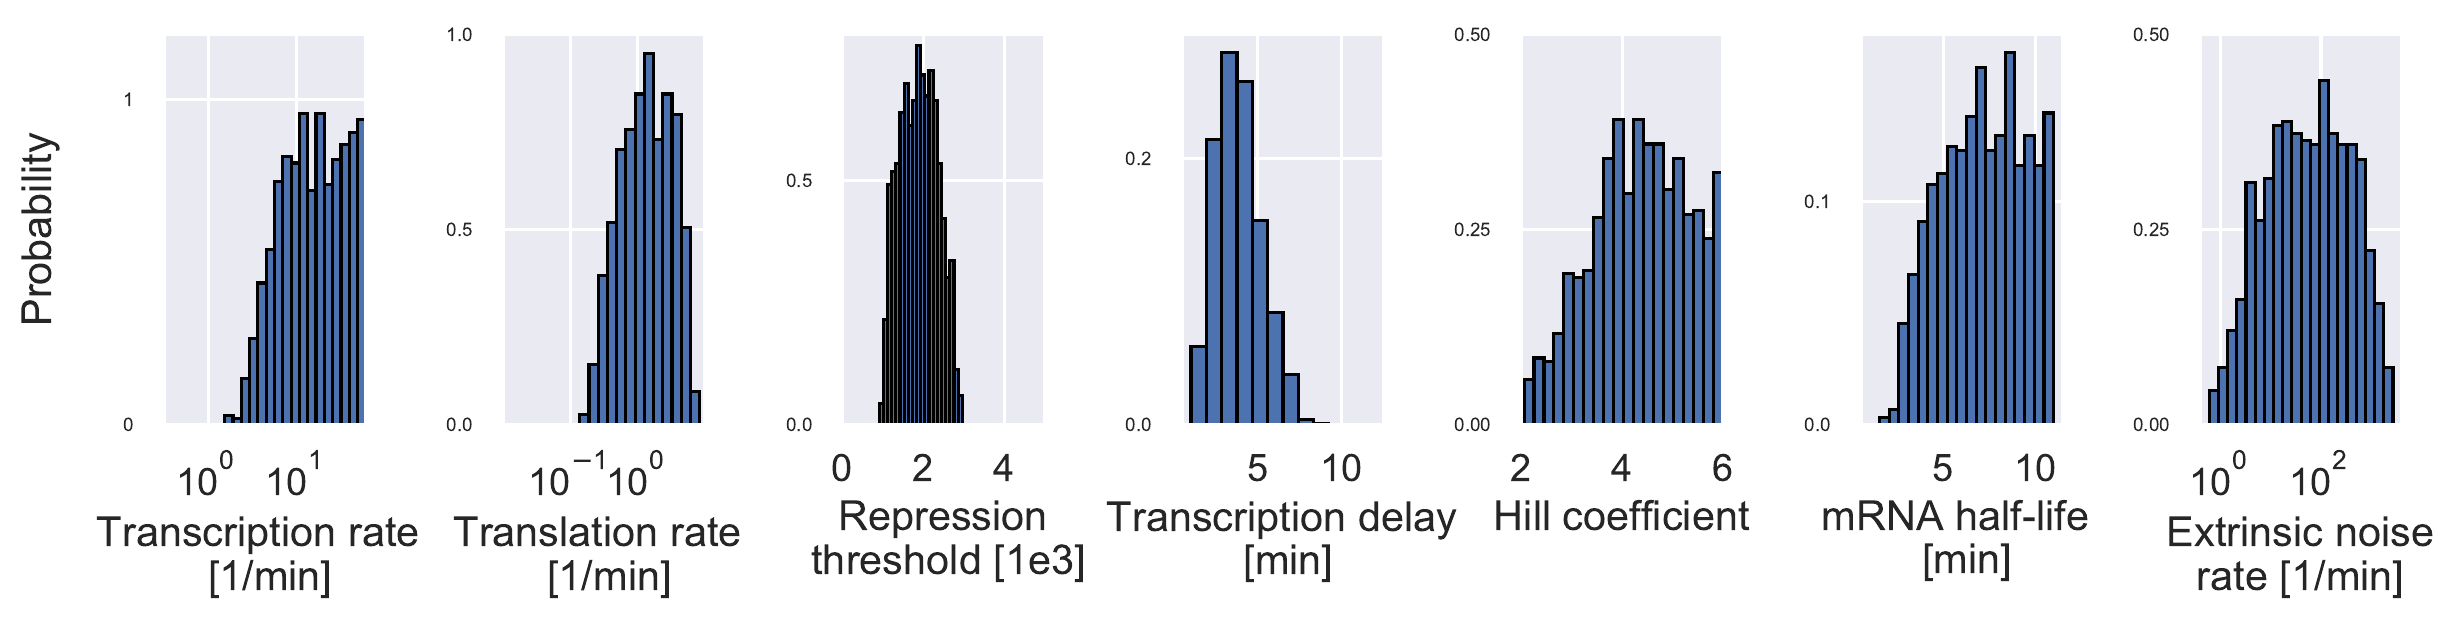 Probability
1
0
10^0 10^1
Transcription rate
[1/min]
1.0
0.5
0.0
10^−1 10^0
Translation rate
[1/min]
0.5
0.0
0 2 4
Repression
threshold [1e3]
0.2
0.0
5 10
Transcription delay
[min]
0.50
0.25
0.00
2 4 6
Hill coefficient
0.1
0.0
5 10
mRNA half-life
[min]
0.50
0.25
0.00
10^0 10^2
Extrinsic noise
rate [1/min]